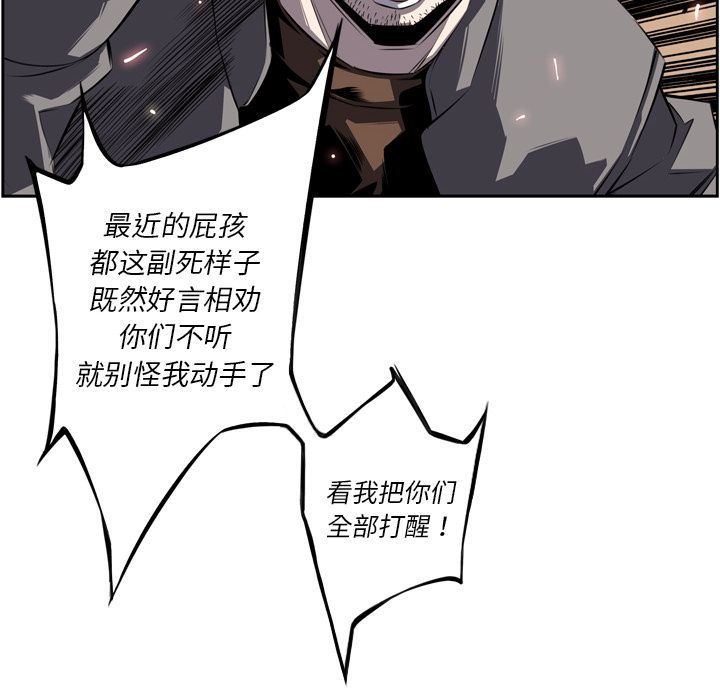 最近的屁孩
都这副死样子
既然好言相劝
你们不听
就别怪我动手了
看我把你们
全部打醒！